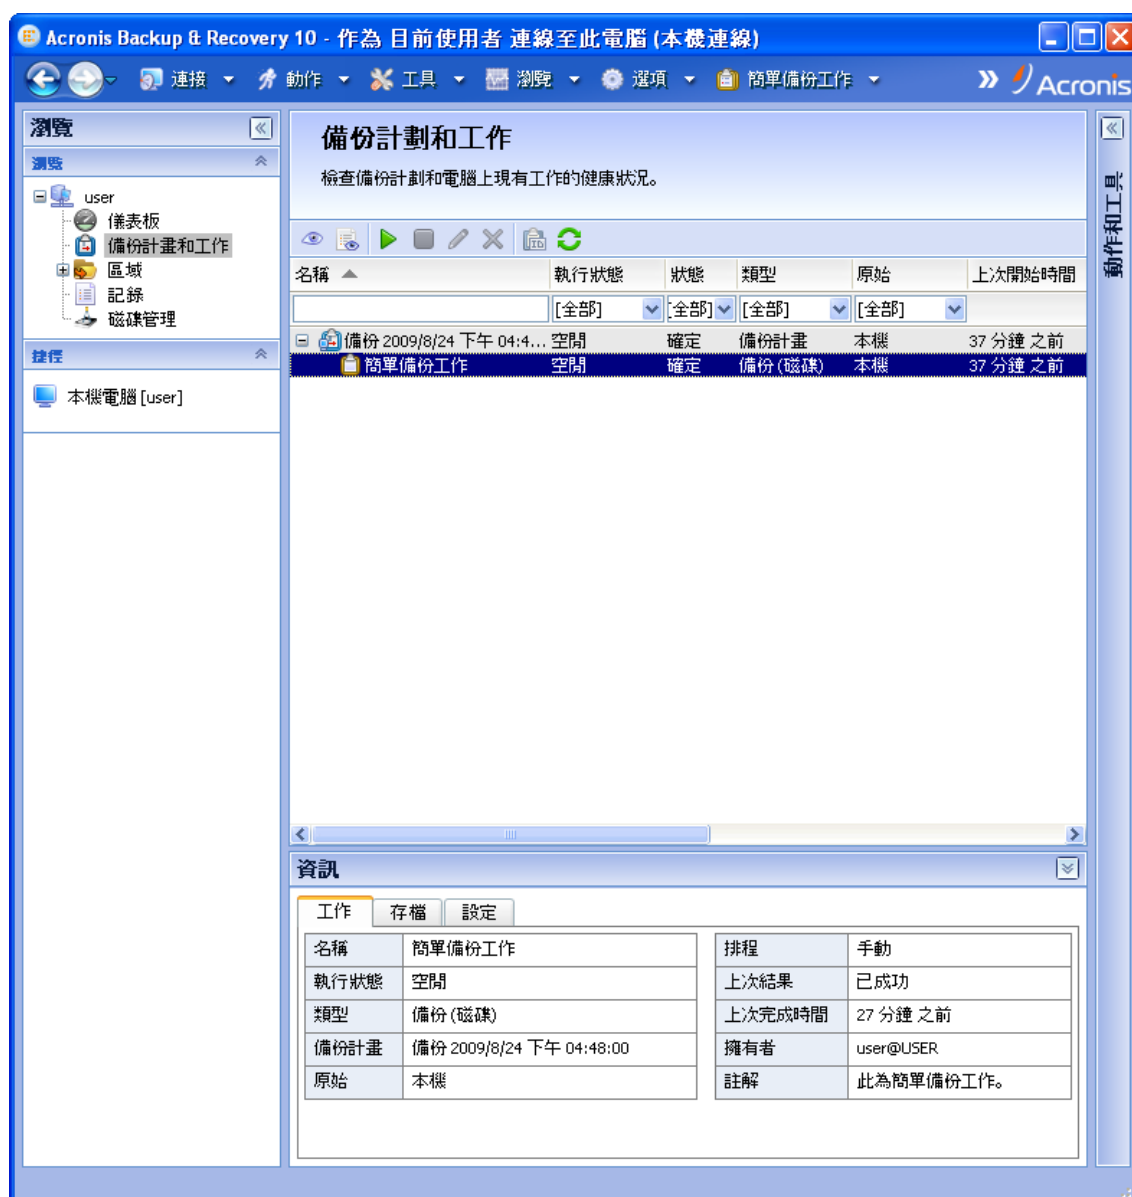 Acronis Backup & Recovery 10 - 作為 目前使用者 連線至此電腦 (本機連線)
連接 動作 工具 瀏覽 選項 簡單備份工作 Acronis
瀏覽
瀏覽
user
儀表板
備份計畫和工作
區域
記錄
磁碟管理
捷徑
本機電腦 [user]
備份計劃和工作
檢查備份計劃和電腦上現有工作的健康狀況。
名稱 執行狀態 狀態 類型 原始 上次開始時間
[全部] [全部] [全部] [全部]
備份 2009/8/24 下午 04:4... 空閒 確定 備份計畫 本機 37 分鐘 之前
簡單備份工作 空閒 確定 備份 (磁碟) 本機 37 分鐘 之前
資訊
工作 存檔 設定
名稱 簡單備份工作
執行狀態 空閒
類型 備份 (磁碟)
備份計畫 備份 2009/8/24 下午 04:48:00
原始 本機
排程 手動
上次結果 已成功
上次完成時間 27 分鐘 之前
擁有者 user@USER
註解 此為簡單備份工作。
動作和工具